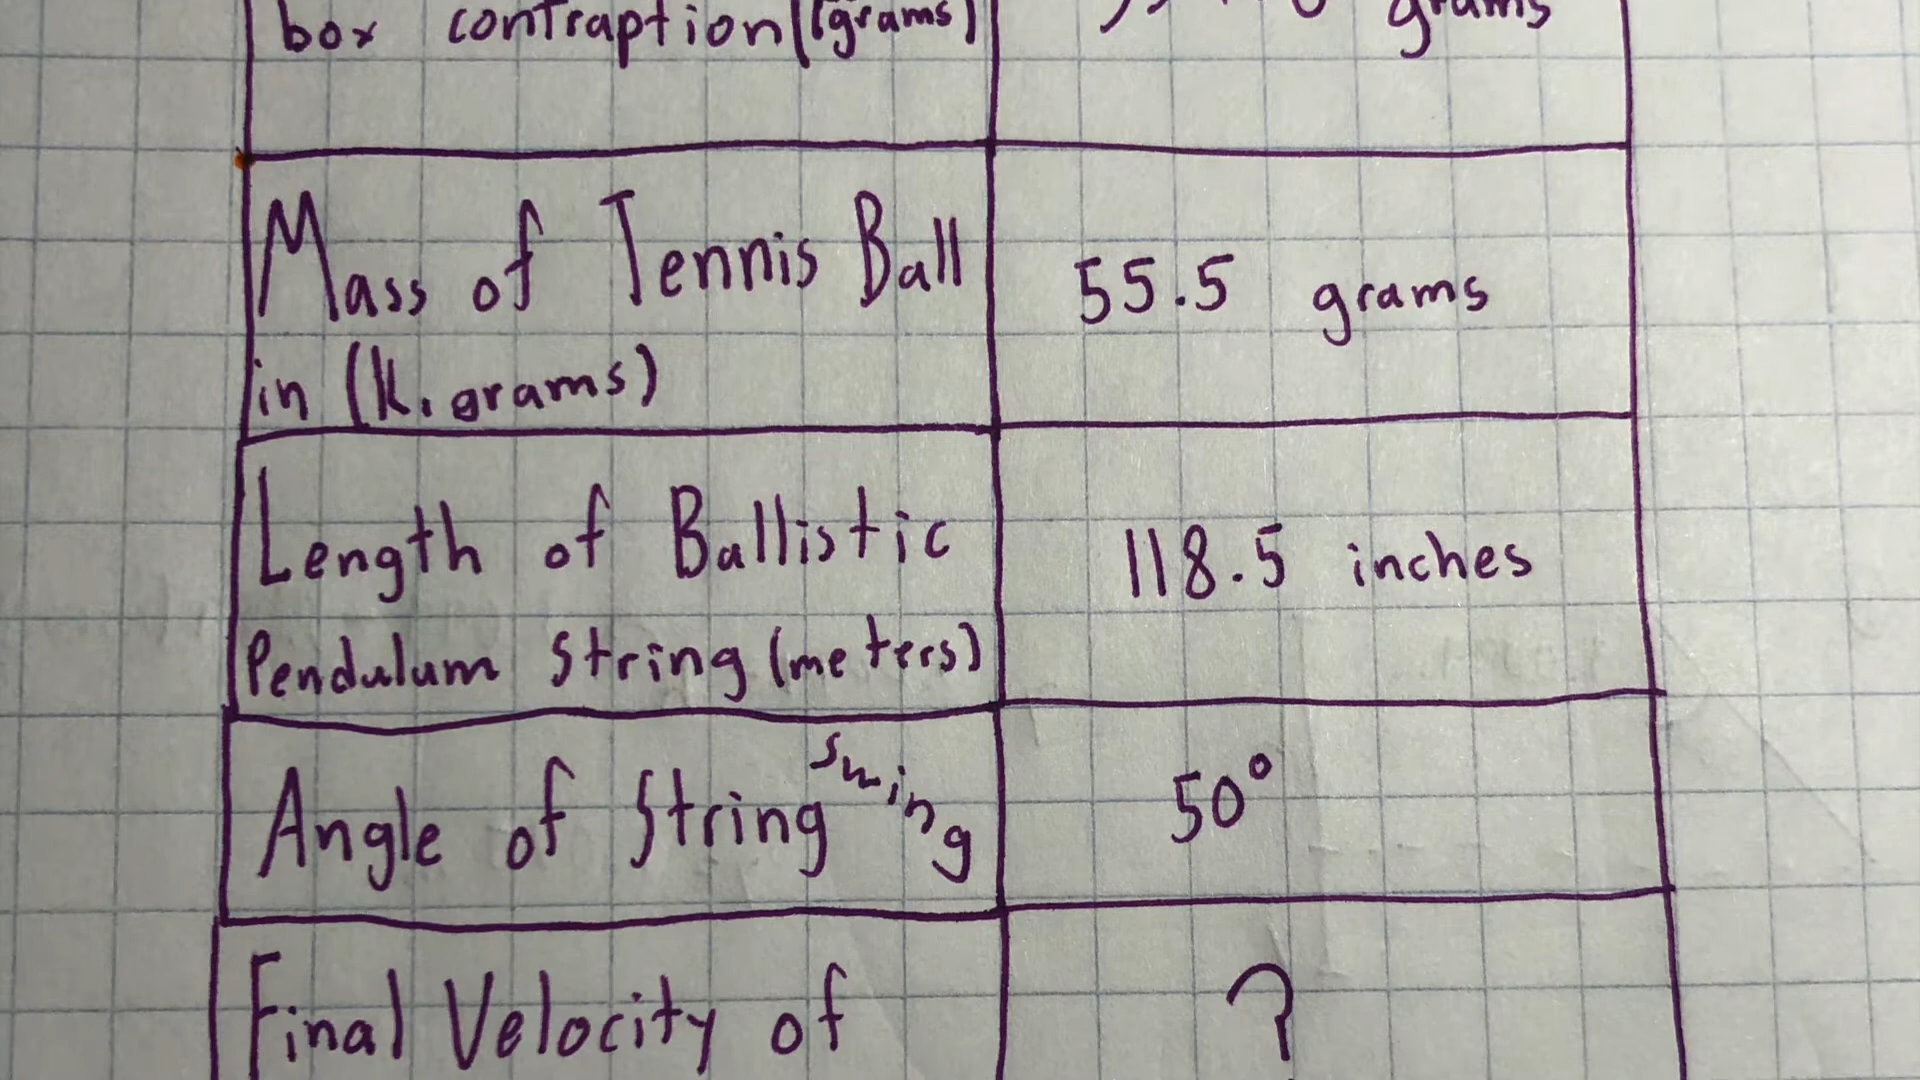 box contraption (grams)
grams
Mass of Tennis Ball
in (K.grams)
55.5 grams
Length of Ballistic
Pendulum String (meters)
118.5 inches
Angle of String swing
50°
Final Velocity of
?